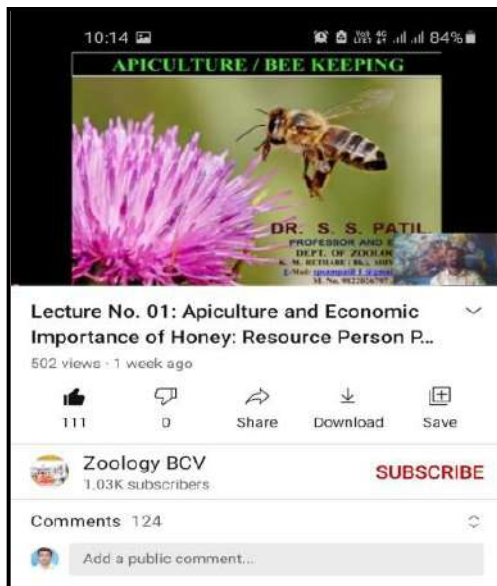 10:14
84%
APICULTURE / BEE KEEPING
DR. S. S. PATIL
PROFESSOR AND
DEPT. OF
Lecture No. 01: Apiculture and Economic
Importance of Honey: Resource Person P...
502 views · 1 week ago
111
0
Share
Download
Save
Zoology BCV
1.03K subscribers
SUBSCRIBE
Comments 124
Add a public comment...